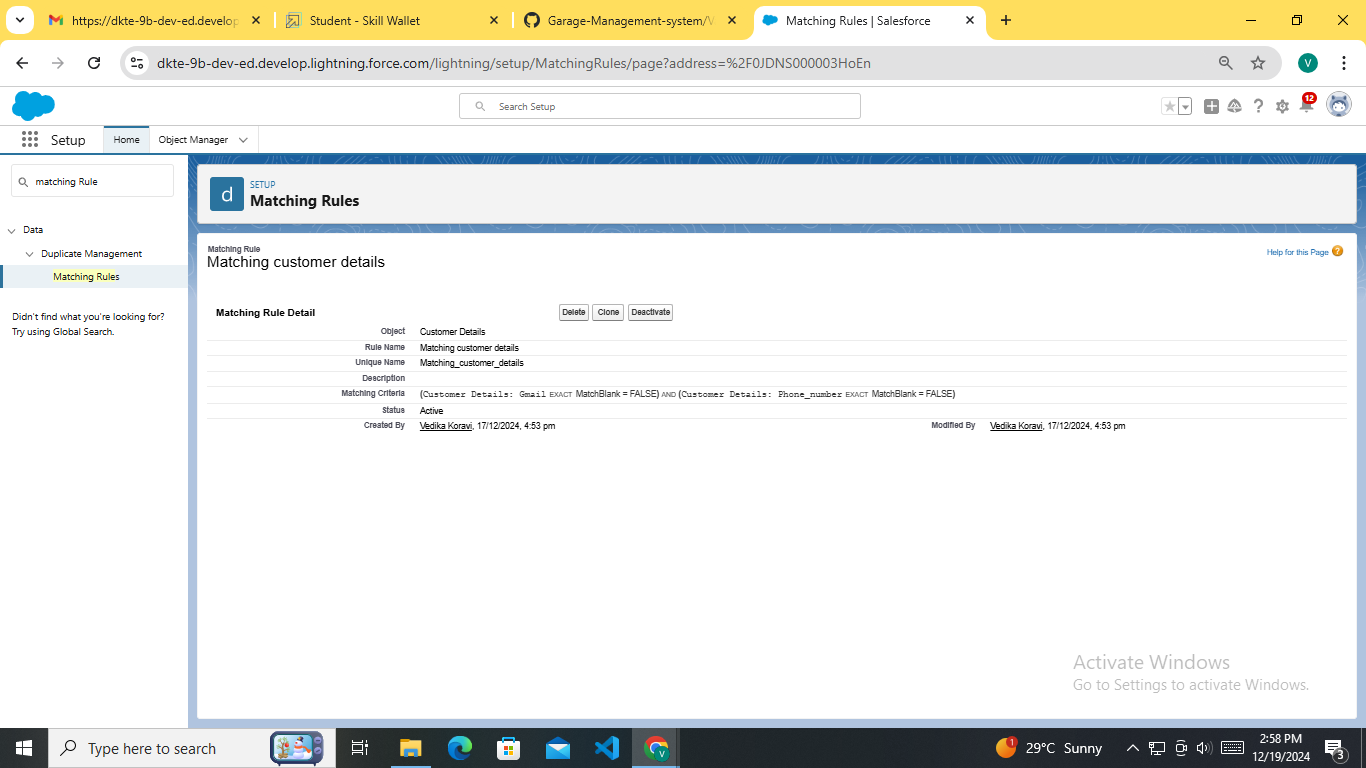 https://dkte-9b-dev-ed.develop
Student - Skill Wallet
Garage-Management-system/V
Matching Rules | Salesforce
dkte-9b-dev-ed.develop.lightning.force.com/lightning/setup/MatchingRules/page?address=%2F0JDNS000003HoEn
V
Search Setup
12
Setup
Home
Object Manager
matching Rule
Data
Duplicate Management
Matching Rules
Didn't find what you're looking for?
Try using Global Search.
d
SETUP
Matching Rules
Matching Rule
Matching customer details
Help for this Page ?
Matching Rule Detail
Delete Clone Deactivate
Object Customer Details
Rule Name Matching customer details
Unique Name Matching_customer_details
Description
Matching Criteria (Customer Details: Gmail EXACT MatchBlank = FALSE) AND (Customer Details: Phone_number EXACT MatchBlank = FALSE)
Status Active
Created By Vedika Koravi, 17/12/2024, 4:53 pm Modified By Vedika Koravi, 17/12/2024, 4:53 pm
Activate Windows
Go to Settings to activate Windows.
Type here to search
V
1
29°C Sunny
2:58 PM
12/19/2024
3